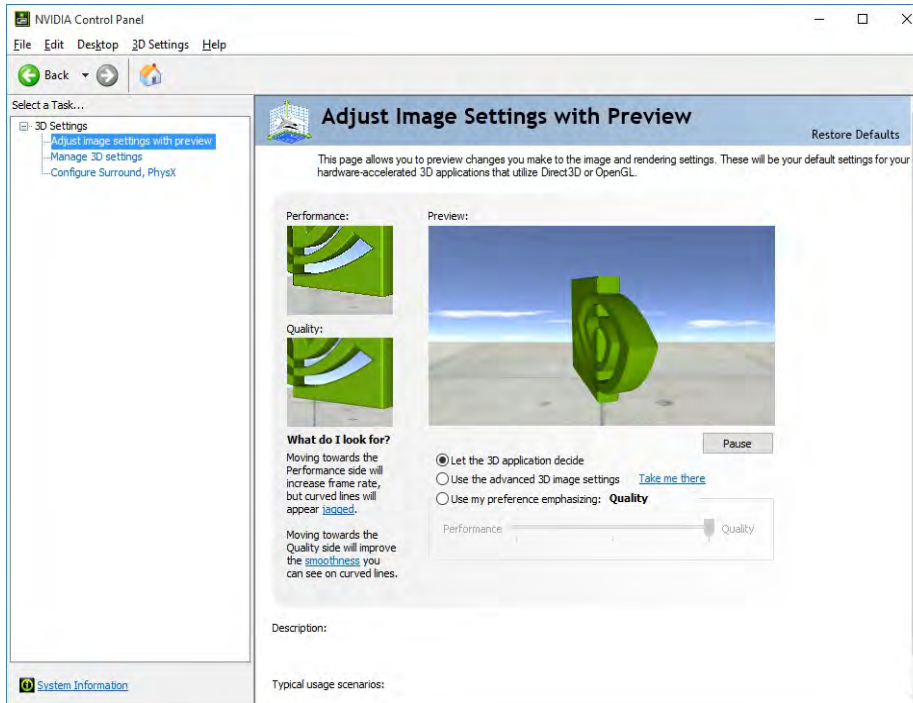 NVIDIA Control Panel
File Edit Desktop 3D Settings Help
Back
Select a Task...
3D Settings
Adjust image settings with preview
Manage 3D settings
Configure Surround, PhysX
System Information
Adjust Image Settings with Preview
Restore Defaults
This page allows you to preview changes you make to the image and rendering settings. These will be your default settings for your
hardware-accelerated 3D applications that utilize Direct3D or OpenGL.
Performance:
Quality:
What do I look for?
Moving towards the
Performance side will
increase frame rate,
but curved lines will
appear jagged.
Moving towards the
Quality side will improve
the smoothness you
can see on curved lines.
Preview:
Pause
Let the 3D application decide
Use the advanced 3D image settings Take me there
Use my preference emphasizing: Quality
Performance Quality
Description:
Typical usage scenarios: